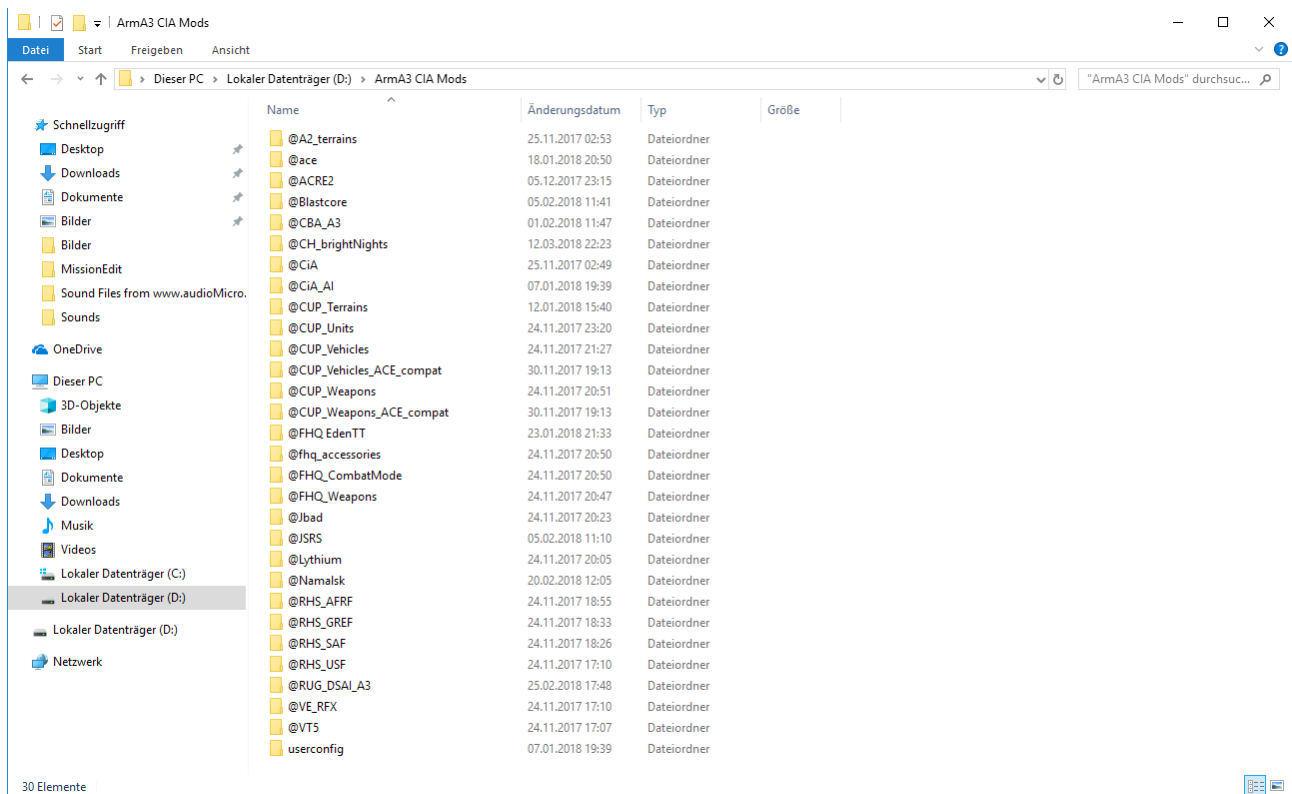 ArmA3 CIA Mods
Datei Start Freigeben Ansicht
Dieser PC > Lokaler Datenträger (D:) > ArmA3 CIA Mods
"ArmA3 CIA Mods" durchsuc...
Schnellzugriff
Desktop
Downloads
Dokumente
Bilder
Bilder
MissionEdit
Sound Files from www.audioMicro.
Sounds
OneDrive
Dieser PC
3D-Objekte
Bilder
Desktop
Dokumente
Downloads
Musik
Videos
Lokaler Datenträger (C:)
Lokaler Datenträger (D:)
Lokaler Datenträger (D:)
Netzwerk
Name Änderungsdatum Typ Größe
@A2_terrains 25.11.2017 02:53 Dateiordner
@ace 18.01.2018 20:50 Dateiordner
@ACRE2 05.12.2017 23:15 Dateiordner
@Blastcore 05.02.2018 11:41 Dateiordner
@CBA_A3 01.02.2018 11:47 Dateiordner
@CH_brightNights 12.03.2018 22:23 Dateiordner
@CiA 25.11.2017 02:49 Dateiordner
@CiA_AI 07.01.2018 19:39 Dateiordner
@CUP_Terrains 12.01.2018 15:40 Dateiordner
@CUP_Units 24.11.2017 23:20 Dateiordner
@CUP_Vehicles 24.11.2017 21:27 Dateiordner
@CUP_Vehicles_ACE_compat 30.11.2017 19:13 Dateiordner
@CUP_Weapons 24.11.2017 20:51 Dateiordner
@CUP_Weapons_ACE_compat 30.11.2017 19:13 Dateiordner
@FHQ EdenTT 23.01.2018 21:33 Dateiordner
@fhq_accessories 24.11.2017 20:50 Dateiordner
@FHQ_CombatMode 24.11.2017 20:50 Dateiordner
@FHQ_Weapons 24.11.2017 20:47 Dateiordner
@Jbad 24.11.2017 20:23 Dateiordner
@JSRS 05.02.2018 11:10 Dateiordner
@Lythium 24.11.2017 20:05 Dateiordner
@Namalsk 20.02.2018 12:05 Dateiordner
@RHS_AFRF 24.11.2017 18:55 Dateiordner
@RHS_GREF 24.11.2017 18:33 Dateiordner
@RHS_SAF 24.11.2017 18:26 Dateiordner
@RHS_USF 24.11.2017 17:10 Dateiordner
@RUG_DSAI_A3 25.02.2018 17:48 Dateiordner
@VE_RFX 24.11.2017 17:10 Dateiordner
@VT5 24.11.2017 17:07 Dateiordner
userconfig 07.01.2018 19:39 Dateiordner
30 Elemente